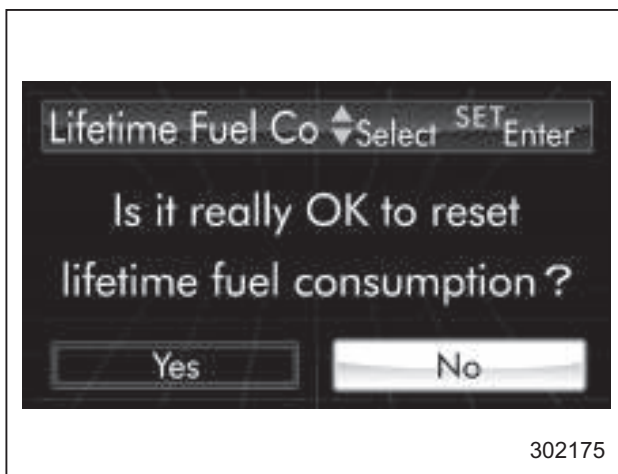 Lifetime Fuel Co Select SET Enter
Is it really OK to reset
lifetime fuel consumption ?
Yes No
302175